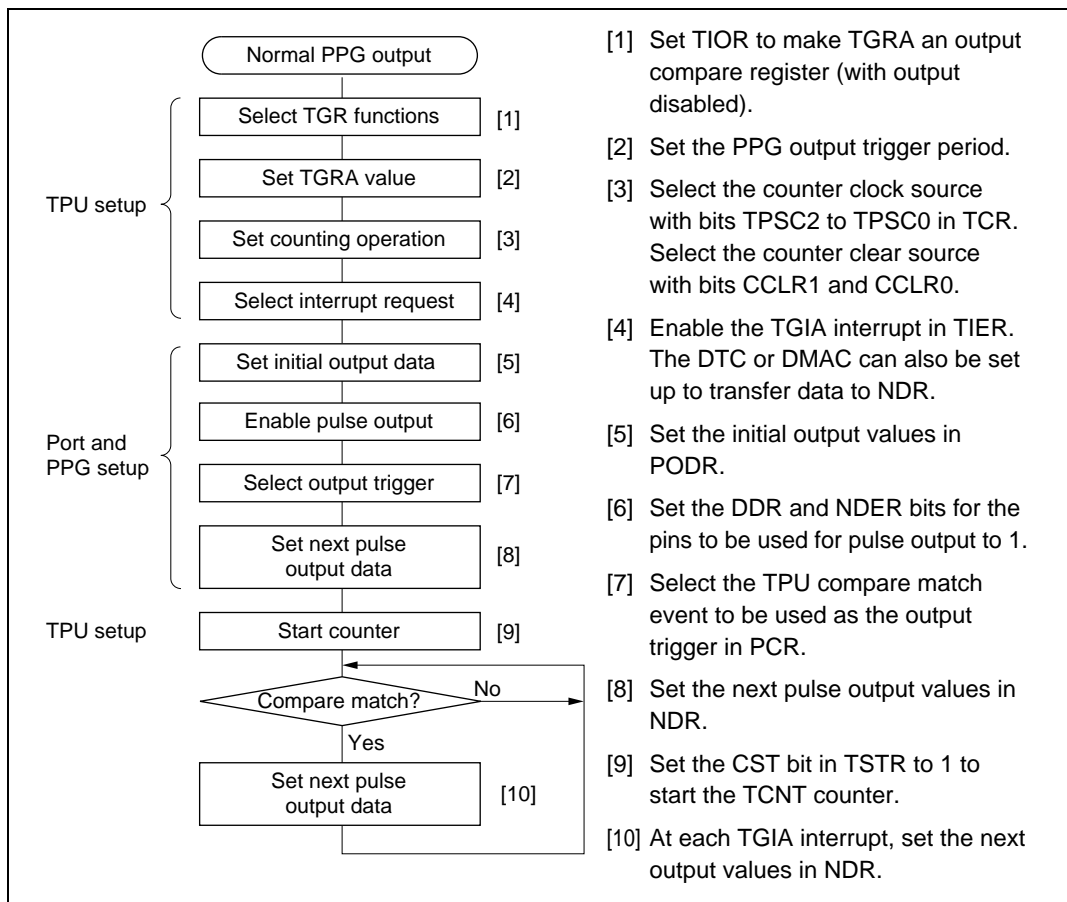 Normal PPG output
Select TGR functions [1]
Set TGRA value [2]
TPU setup
Set counting operation [3]
Select interrupt request [4]
Set initial output data [5]
Enable pulse output [6]
Port and
PPG setup
Select output trigger [7]
Set next pulse
output data [8]
TPU setup
Start counter [9]
Compare match?
No
Yes
Set next pulse
output data [10]
[1] Set TIOR to make TGRA an output
compare register (with output
disabled).
[2] Set the PPG output trigger period.
[3] Select the counter clock source
with bits TPSC2 to TPSC0 in TCR.
Select the counter clear source
with bits CCLR1 and CCLR0.
[4] Enable the TGIA interrupt in TIER.
The DTC or DMAC can also be set
up to transfer data to NDR.
[5] Set the initial output values in
PODR.
[6] Set the DDR and NDER bits for the
pins to be used for pulse output to 1.
[7] Select the TPU compare match
event to be used as the output
trigger in PCR.
[8] Set the next pulse output values in
NDR.
[9] Set the CST bit in TSTR to 1 to
start the TCNT counter.
[10] At each TGIA interrupt, set the next
output values in NDR.